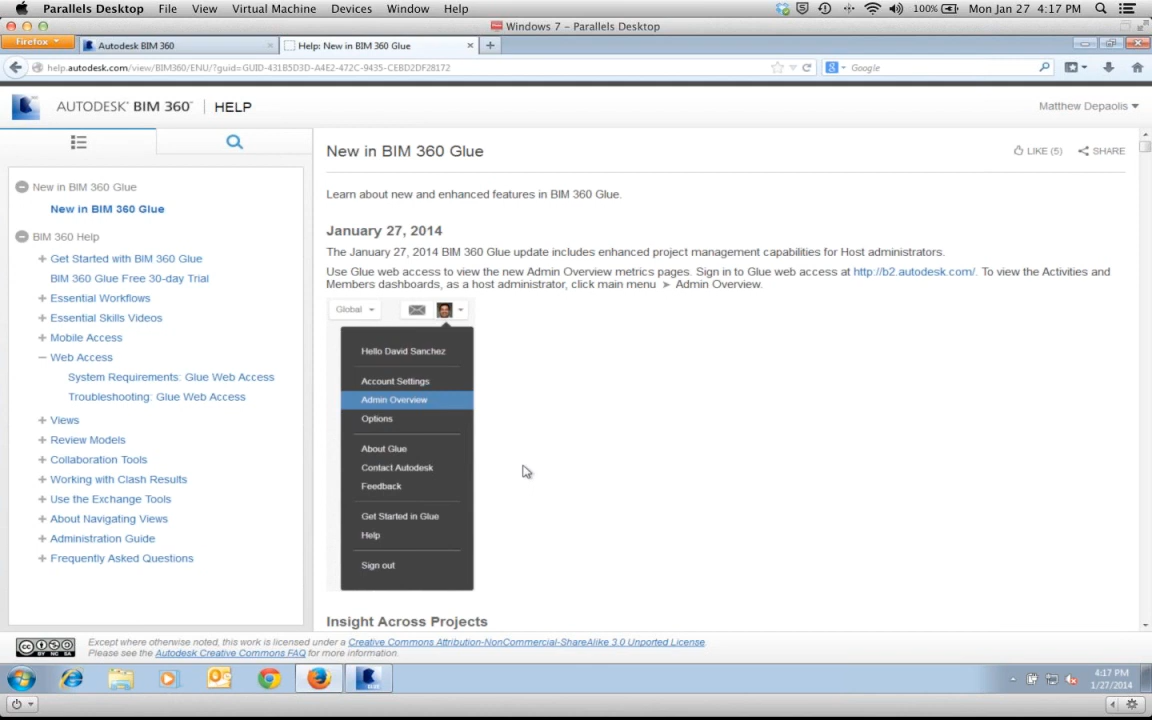 Parallels Desktop File View Virtual Machine Devices Window Help 100% Mon Jan 27 4:17 PM
Windows 7 - Parallels Desktop
Firefox Autodesk BIM 360 Help: New in BIM 360 Glue
help.autodesk.com/view/BIM360/ENU/?guid=GUID-431B5D3D-A4E2-472C-9435-CEBD2DF28172 Google
AUTODESK® BIM 360™ HELP Matthew Depaolis
New in BIM 360 Glue
New in BIM 360 Glue
BIM 360 Help
Get Started with BIM 360 Glue
BIM 360 Glue Free 30-day Trial
Essential Workflows
Essential Skills Videos
Mobile Access
Web Access
System Requirements: Glue Web Access
Troubleshooting: Glue Web Access
Views
Review Models
Collaboration Tools
Working with Clash Results
Use the Exchange Tools
About Navigating Views
Administration Guide
Frequently Asked Questions
New in BIM 360 Glue LIKE (5) SHARE
Learn about new and enhanced features in BIM 360 Glue.
January 27, 2014
The January 27, 2014 BIM 360 Glue update includes enhanced project management capabilities for Host administrators.
Use Glue web access to view the new Admin Overview metrics pages. Sign in to Glue web access at http://b2.autodesk.com/. To view the Activities and
Members dashboards, as a host administrator, click main menu ➤ Admin Overview.
Global
Hello David Sanchez
Account Settings
Admin Overview
Options
About Glue
Contact Autodesk
Feedback
Get Started in Glue
Help
Sign out
Insight Across Projects
Except where otherwise noted, this work is licensed under a Creative Commons Attribution-NonCommercial-ShareAlike 3.0 Unported License.
Please see the Autodesk Creative Commons FAQ for more information.
BY NC SA
4:17 PM
1/27/2014